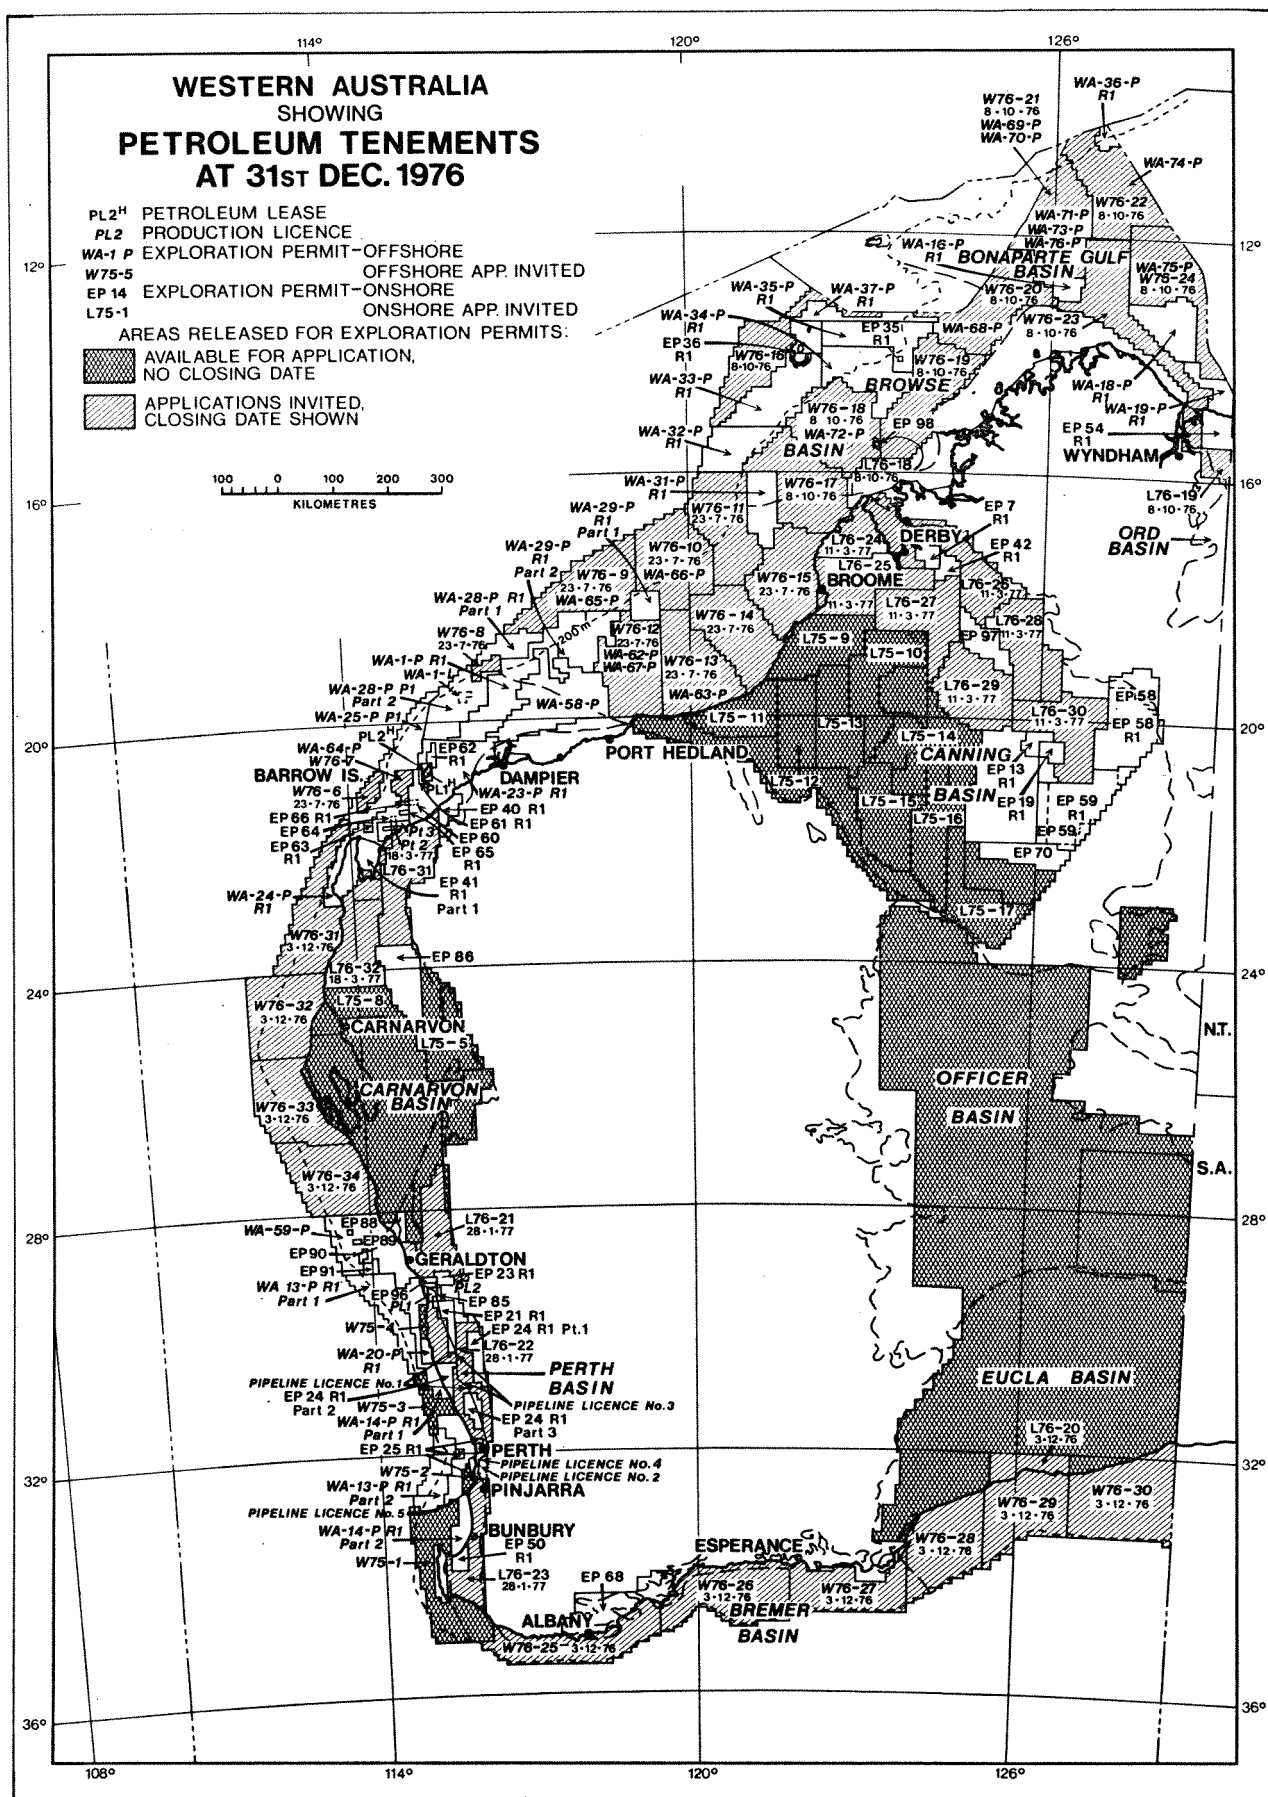 114°
120°
126°
WESTERN AUSTRALIA
SHOWING
PETROLEUM TENEMENTS
AT 31ST DEC. 1976
PL2ᴴ PETROLEUM LEASE
PL2 PRODUCTION LICENCE
WA-1 P EXPLORATION PERMIT-OFFSHORE
W75-5 OFFSHORE APP. INVITED
EP 14 EXPLORATION PERMIT-ONSHORE
L75-1 ONSHORE APP. INVITED
AREAS RELEASED FOR EXPLORATION PERMITS:
AVAILABLE FOR APPLICATION,
NO CLOSING DATE
APPLICATIONS INVITED,
CLOSING DATE SHOWN
100 0 100 200 300
KILOMETRES
WA-36-P
R1
W76-21
8·10·76
WA-69-P
WA-70-P
WA-74-P
W76-22
8·10·76
WA-71-P
WA-73-P
WA-76-P
WA-16-P
R1
BONAPARTE GULF
BASIN
WA-75-P
W76-24
8·10·76
12°
12°
W76-20
8·10·76
W76-23
8·10·76
WA-35-P
R1
WA-37-P
R1
WA-34-P
R1
EP 35
R1
WA-68-P
EP 36
R1
W76-16
8·10·76
W76-19
8·10·76
BROWSE
BASIN
WA-33-P
R1
WA-18-P
R1
WA-19-P
R1
W76-18
8 10·76
WA-72-P
EP 98
WA-32-P
R1
EP 54
R1
WYNDHAM
L76-18
8·10·76
W76-17
8·10·76
WA-31-P
R1
W76-11
23·7·76
16°
16°
L76-19
8·10·76
ORD
BASIN
EP 7
R1
WA-29-P
R1
Part 1
L76-24
11·3·77
DERBY
EP 42
R1
WA-29-P
R1
Part 2
W76-10
23·7·76
WA-66-P
L76-25
11·3·77
BROOME
W76-9
23·7·76
WA-65-P
W76-15
23·7·76
L76-26
11·3·77
L76-27
11·3·77
WA-28-P R1
Part 1
W76-14
23·7·76
L76-28
11·3·77
200m
W76-8
23·7·76
W76-12
23·7·76
WA-62-P
WA-67-P
L75-9
EP 97
L75-10
WA-1-P R1
WA-1-L
W76-13
23·7·76
WA-63-P
L76-29
11·3·77
WA-28-P P1
Part 2
WA-58-P
EP 58
L76-30
11·3·77
EP 58
R1
WA-25-P P1
L75-11
L75-13
L75-14
PL2ᴴ
20°
20°
WA-64-P
W76-7
EP 62
R1
PORT HEDLAND
CANNING
BASIN
BARROW IS.
PL1ᴴ
DAMPIER
L75-12
EP 13
R1
W76-6
23·7·76
WA-23-P R1
L75-15
EP 19
R1
EP 59
R1
EP 66 R1
EP 40 R1
EP 61 R1
L75-16
EP 64
Pt 3
Pt 2
18·3·77
EP 60
EP 59
EP 63
R1
EP 65
R1
EP 70
L76-31
EP 41
R1
Part 1
WA-24-P
R1
L75-17
W76-31
3·12·76
EP 86
L76-32
18·3·77
24°
24°
W76-32
3·12·76
L75-8
CARNARVON
L75-5
N.T.
CARNARVON
BASIN
OFFICER
BASIN
W76-33
3·12·76
W76-34
3·12·76
S.A.
WA-59-P
EP 88
L76-21
28·1·77
28°
28°
EP89
EP 90
GERALDTON
EP 91
EP 23 R1
WA 13-P R1
Part 1
EP 96
PL2
PL1
EP 85
EP 21 R1
W75-4
EP 24 R1 Pt.1
L76-22
28·1·77
WA-20-P
R1
PERTH
BASIN
EUCLA BASIN
PIPELINE LICENCE No.1
EP 24 R1
Part 2
PIPELINE LICENCE No.3
W75-3
EP 24 R1
Part 3
WA-14-P R1
Part 1
L76-20
3·12·76
EP 25 R1
PERTH
PIPELINE LICENCE No.4
PIPELINE LICENCE No.2
W75-2
32°
32°
PINJARRA
WA-13-P R1
Part 2
W76-29
3·12·76
W76-30
3·12·76
PIPELINE LICENCE No.5
WA-14-P R1
Part 2
BUNBURY
EP 50
R1
ESPERANCE
W76-28
3·12·76
W75-1
L76-23
28·1·77
EP 68
W76-26
3·12·76
W76-27
3·12·76
BREMER
BASIN
ALBANY
W76-25 3·12·76
36°
36°
108°
114°
120°
126°